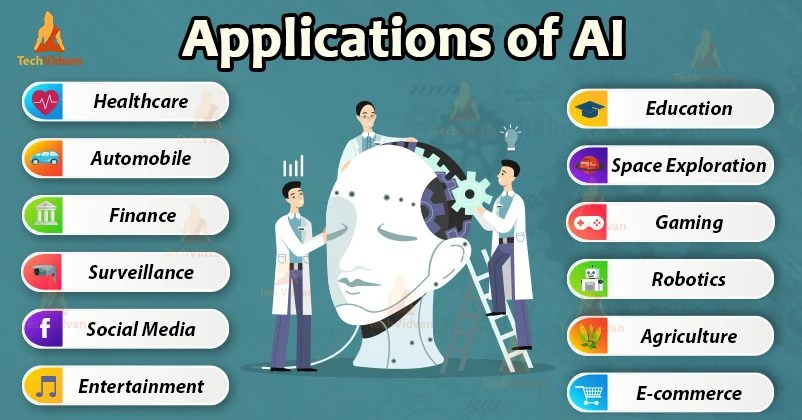 Applications of AI
TechVidvan
Healthcare
Automobile
Finance
Surveillance
Social Media
Entertainment
Education
Space Exploration
Gaming
Robotics
Agriculture
E-commerce